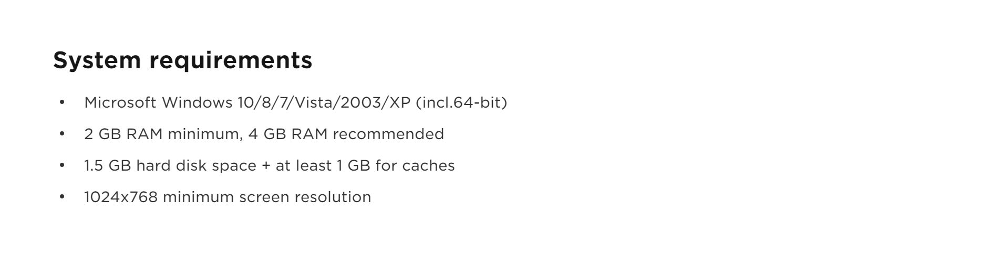 System requirements
• Microsoft Windows 10/8/7/Vista/2003/XP (incl.64-bit)
• 2 GB RAM minimum, 4 GB RAM recommended
• 1.5 GB hard disk space + at least 1 GB for caches
• 1024x768 minimum screen resolution